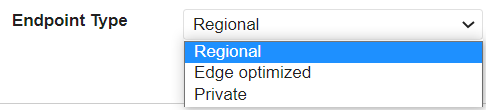 Endpoint Type Regional
Regional
Edge optimized
Private